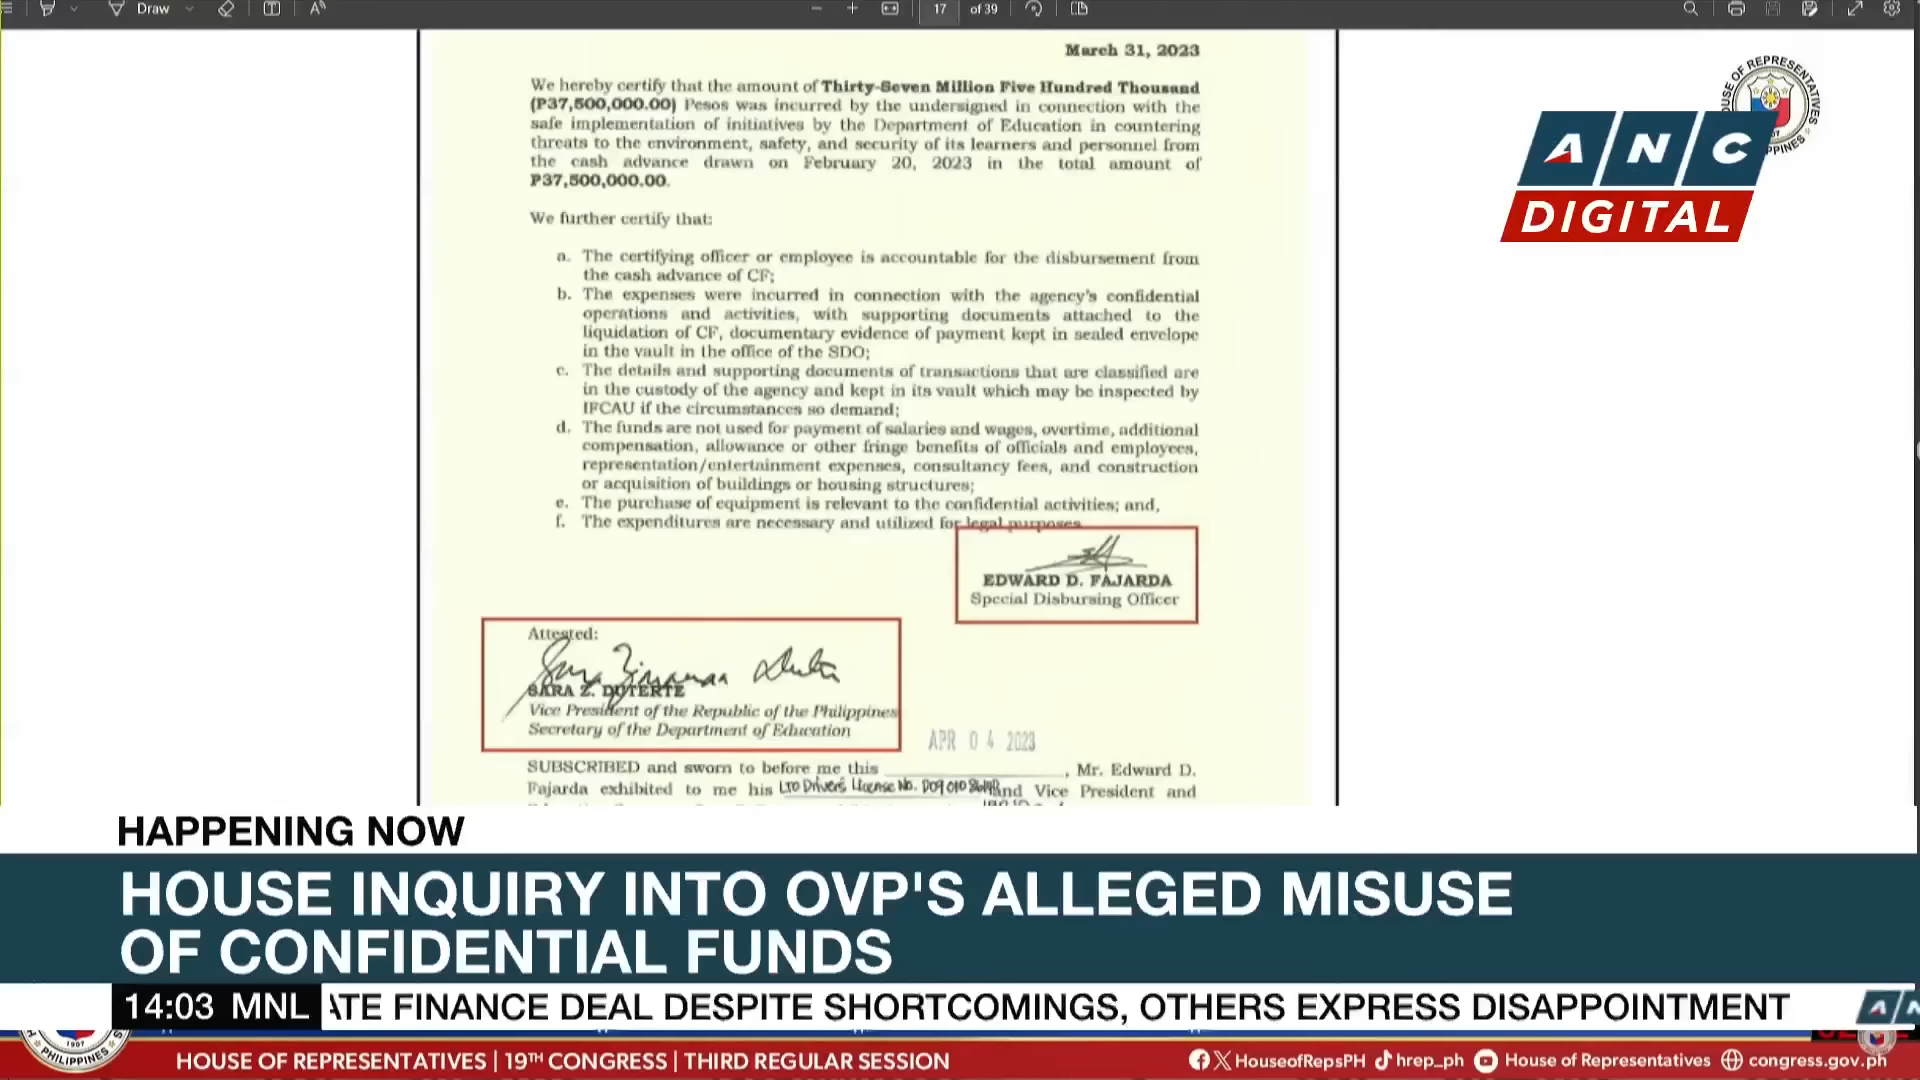 Draw
17 of 39
March 31, 2023
We hereby certify that the amount of Thirty-Seven Million Five Hundred Thousand
(₱37,500,000.00) Pesos was incurred by the undersigned in connection with the
safe implementation of initiatives by the Department of Education in countering
threats to the environment, safety, and security of its learners and personnel from
the cash advance drawn on February 20, 2023 in the total amount of
₱37,500,000.00.
We further certify that:
a. The certifying officer or employee is accountable for the disbursement from
the cash advance of CF;
b. The expenses were incurred in connection with the agency's confidential
operations and activities, with supporting documents attached to the
liquidation of CF, documentary evidence of payment kept in sealed envelope
in the vault in the office of the SDO;
c. The details and supporting documents of transactions that are classified are
in the custody of the agency and kept in its vault which may be inspected by
IFCAU if the circumstances so demand;
d. The funds are not used for payment of salaries and wages, overtime, additional
compensation, allowance or other fringe benefits of officials and employees,
representation/entertainment expenses, consultancy fees, and construction
or acquisition of buildings or housing structures;
e. The purchase of equipment is relevant to the confidential activities; and,
f. The expenditures are necessary and utilized for legal purposes
EDWARD D. FAJARDA
Special Disbursing Officer
Attested:
SARA Z. DUTERTE
Vice President of the Republic of the Philippines
Secretary of the Department of Education
APR 04 2023
SUBSCRIBED and sworn to before me this , Mr. Edward D.
Fajarda exhibited to me his LTO Driver's License No. and Vice President and
ANC
DIGITAL
HAPPENING NOW
HOUSE INQUIRY INTO OVP'S ALLEGED MISUSE
OF CONFIDENTIAL FUNDS
14:03 MNL ATE FINANCE DEAL DESPITE SHORTCOMINGS, OTHERS EXPRESS DISAPPOINTMENT AN
HOUSE OF REPRESENTATIVES | 19TH CONGRESS | THIRD REGULAR SESSION
HouseofRepsPH hrep_ph House of Representatives congress.gov.ph